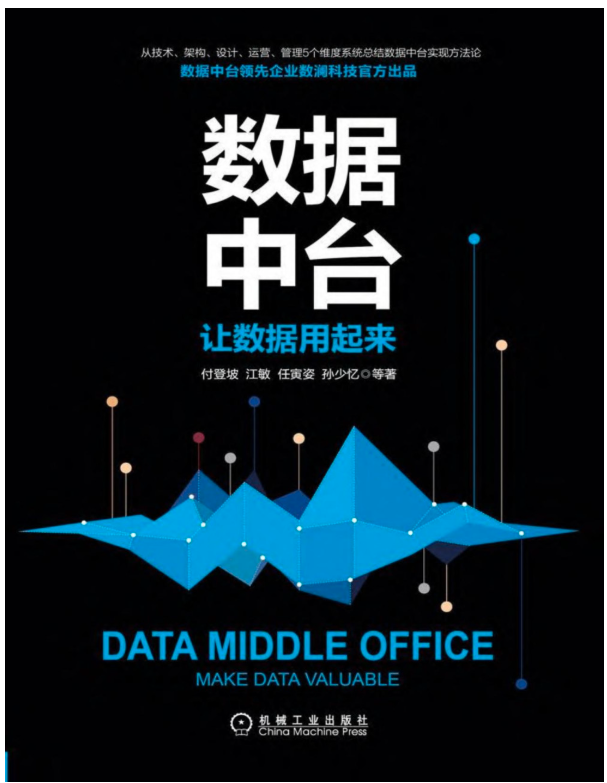 从技术、架构、设计、运营、管理5个维度系统总结数据中台实现方法论
数据中台领先企业数澜科技官方出品
数据
中台
让数据用起来
付登坡 江敏 任寅姿 孙少忆◎等著
DATA MIDDLE OFFICE
MAKE DATA VALUABLE
机械工业出版社
China Machine Press